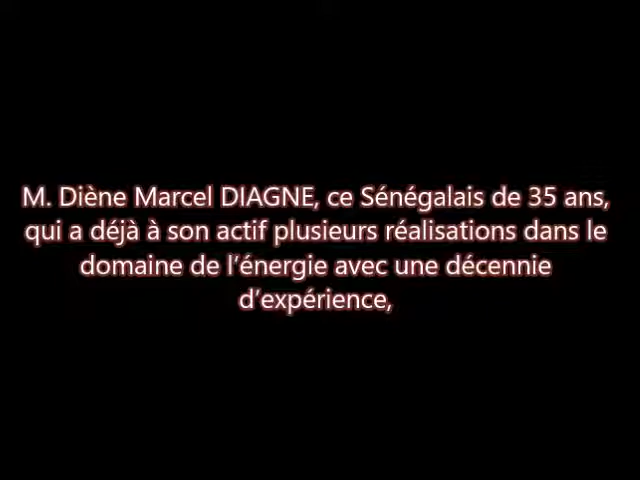 M. Diène Marcel DIAGNE, ce Sénégalais de 35 ans,
qui a déjà à son actif plusieurs réalisations dans le
domaine de l’énergie avec une décennie
d’expérience,